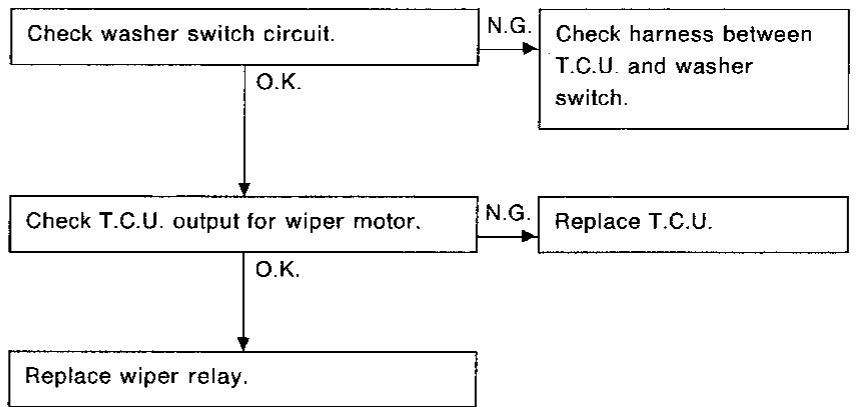 Check washer switch circuit.
N.G.
Check harness between
T.C.U. and washer
switch.
O.K.
Check T.C.U. output for wiper motor.
N.G.
Replace T.C.U.
O.K.
Replace wiper relay.